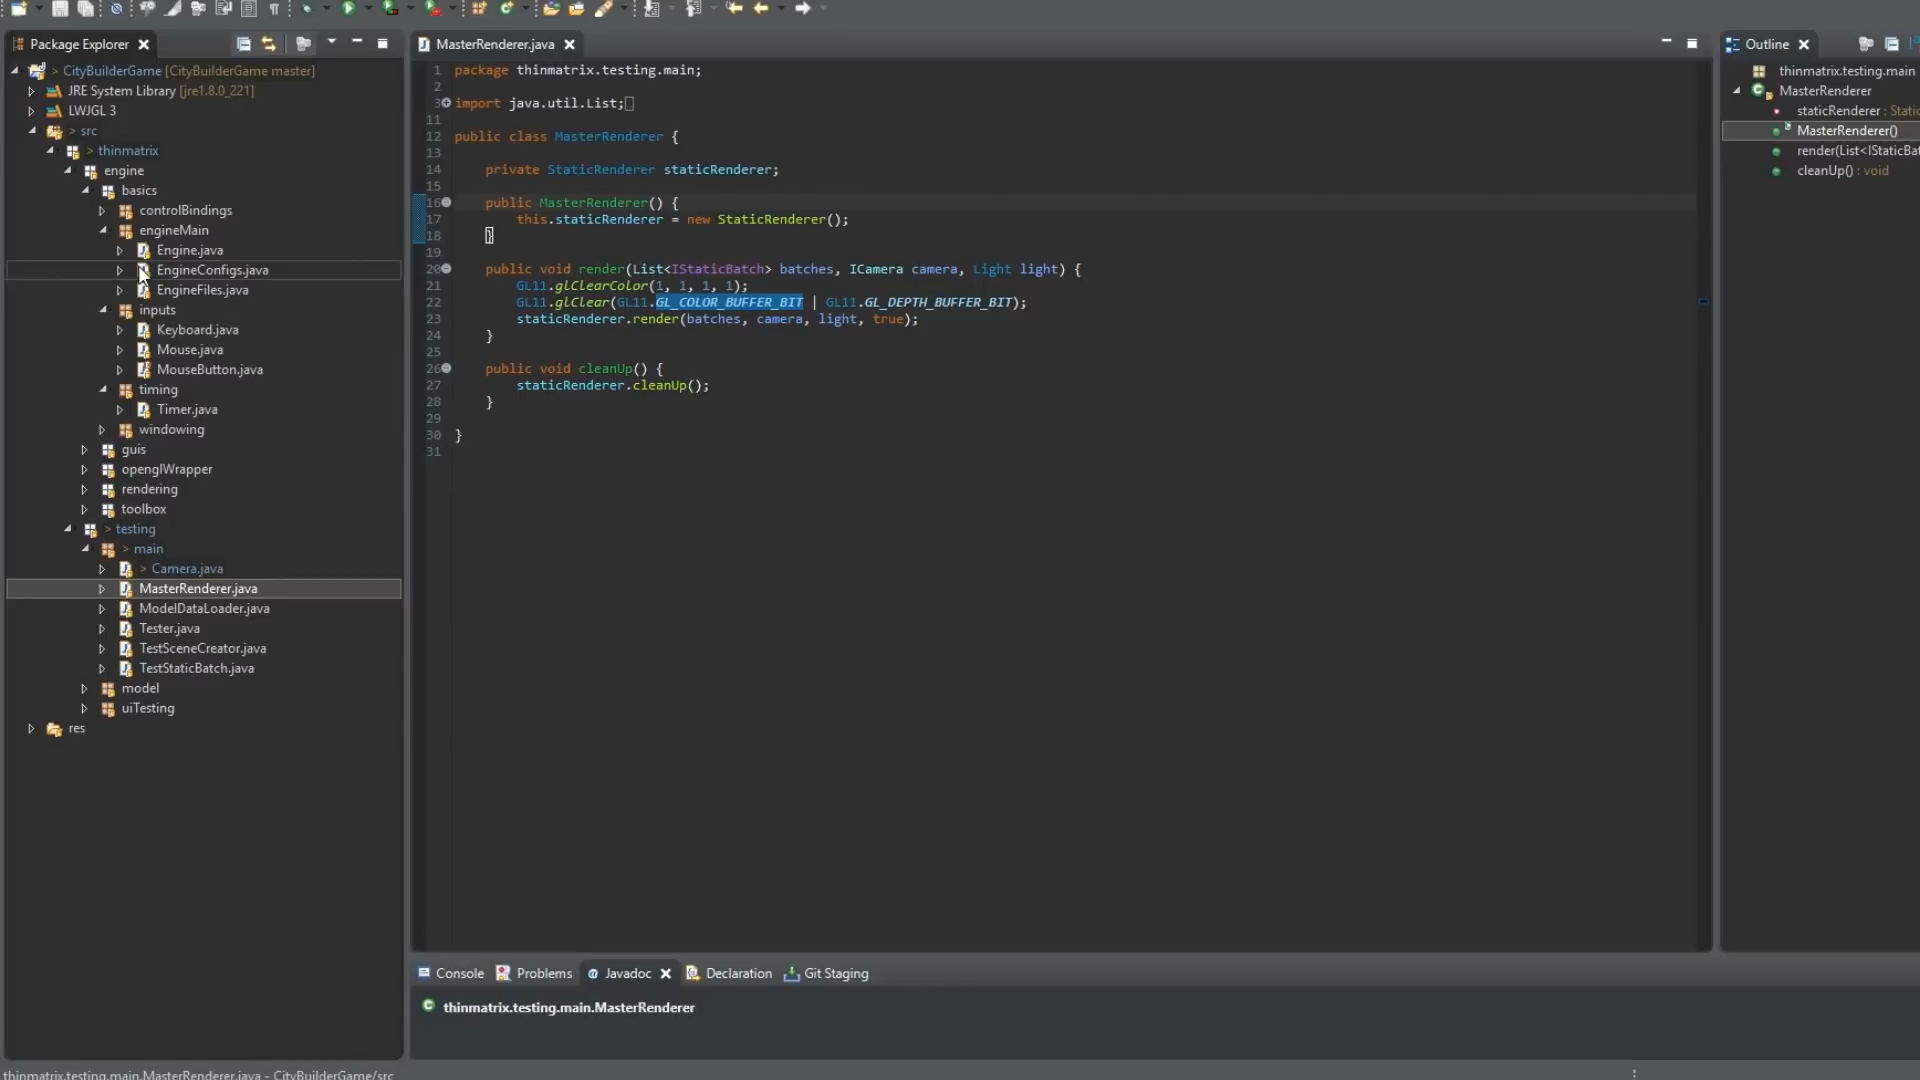 Package Explorer
> CityBuilderGame [CityBuilderGame master]
JRE System Library [jre1.8.0_221]
LWJGL 3
> src
> thinmatrix
engine
basics
controlBindings
engineMain
Engine.java
EngineConfigs.java
EngineFiles.java
inputs
Keyboard.java
Mouse.java
MouseButton.java
timing
Timer.java
windowing
guis
openglWrapper
rendering
toolbox
> testing
> main
> Camera.java
MasterRenderer.java
ModelDataLoader.java
Tester.java
TestSceneCreator.java
TestStaticBatch.java
model
uiTesting
res
MasterRenderer.java
1 package thinmatrix.testing.main;
2
3 import java.util.List;
11
12 public class MasterRenderer {
13
14 private StaticRenderer staticRenderer;
15
16 public MasterRenderer() {
17 this.staticRenderer = new StaticRenderer();
18 }
19
20 public void render(List<IStaticBatch> batches, ICamera camera, Light light) {
21 GL11.glClearColor(1, 1, 1, 1);
22 GL11.glClear(GL11.GL_COLOR_BUFFER_BIT | GL11.GL_DEPTH_BUFFER_BIT);
23 staticRenderer.render(batches, camera, light, true);
24 }
25
26 public void cleanUp() {
27 staticRenderer.cleanUp();
28 }
29
30 }
31
Outline
thinmatrix.testing.main
MasterRenderer
staticRenderer : Static
MasterRenderer()
render(List<IStaticBat
cleanUp() : void
Console Problems Javadoc Declaration Git Staging
thinmatrix.testing.main.MasterRenderer
thinmatrix.testing.main.MasterRenderer.java - CityBuilderGame/src